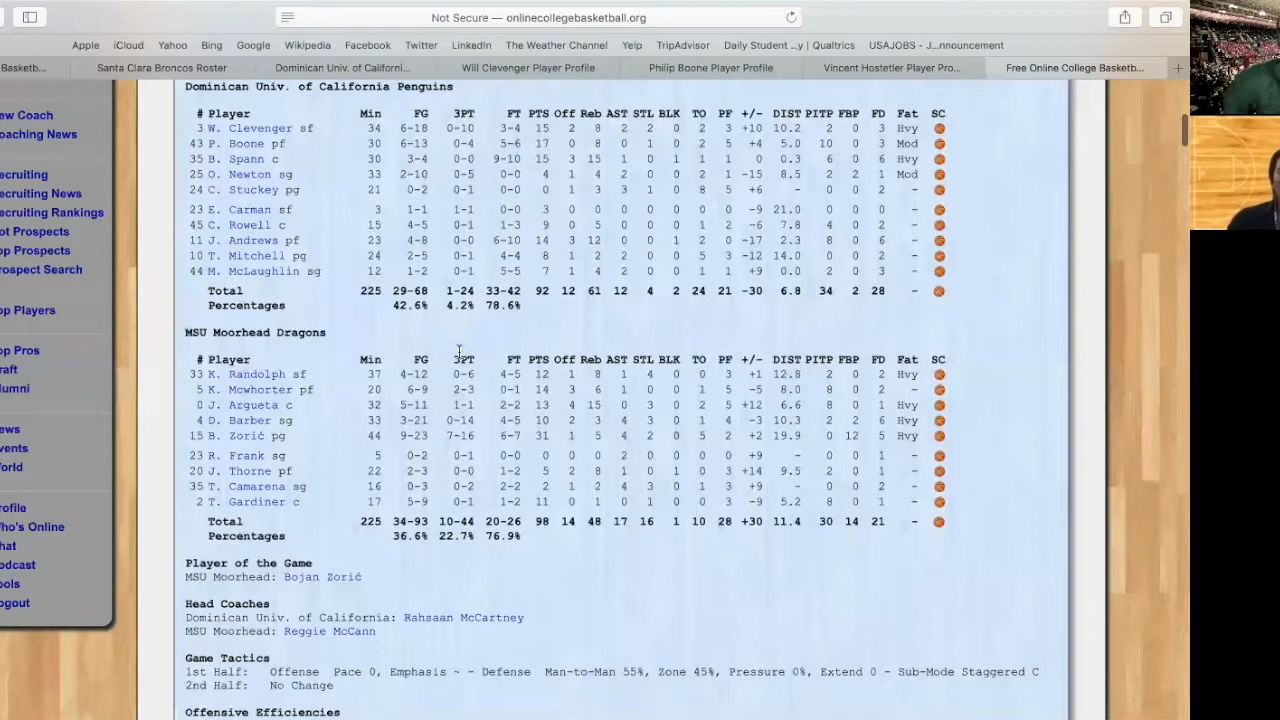 Not Secure — onlinecollegebasketball.org
Apple iCloud Yahoo Bing Google Wikipedia Facebook Twitter LinkedIn The Weather Channel Yelp TripAdvisor Daily Student ...y | Qualtrics USAJOBS - J...nnouncement
Basketb... Santa Clara Broncos Roster Dominican Univ. of Californi... Will Clevenger Player Profile Philip Boone Player Profile Vincent Hostetler Player Pro... Free Online College Basketb...
ew Coach
oaching News
ecruiting
ecruiting News
ecruiting Rankings
ot Prospects
op Prospects
rospect Search
op Players
op Pros
raft
lumni
ews
vents
orld
rofile
ho's Online
hat
odcast
ools
ogout
Dominican Univ. of California Penguins
# Player Min FG 3PT FT PTS Off Reb AST STL BLK TO PF +/- DIST PITP FBP FD Fat SC
3 W. Clevenger sf 34 6-18 0-10 3-4 15 2 8 2 2 0 2 3 +10 10.2 2 0 3 Hvy
43 P. Boone pf 30 6-13 0-4 5-6 17 0 8 0 1 0 2 2 +4 5.0 10 0 3 Mod
35 B. Spann c 30 3-4 0-0 9-10 15 3 15 1 0 1 1 1 0 0.3 6 0 6 Hvy
25 O. Newton sg 33 2-10 0-5 0-0 4 1 4 2 0 0 1 2 -15 8.5 2 2 1 Mod
24 C. Stuckey pg 21 0-2 0-1 0-0 0 1 3 3 1 0 8 5 +6 - 0 0 2 -
23 E. Carman sf 3 1-1 1-1 0-0 3 0 0 0 0 0 0 0 -9 21.0 0 0 0 -
45 C. Rowell c 15 4-5 0-1 1-3 9 0 5 0 0 0 1 2 -6 7.8 4 0 2 -
11 J. Andrews pf 23 4-8 0-0 6-10 14 3 12 0 0 1 2 2 -17 2.3 8 0 6 -
10 T. Mitchell pg 24 2-5 0-1 4-4 8 1 2 2 0 0 5 3 -12 14.0 0 0 2 -
44 M. McLaughlin sg 12 1-2 0-1 5-5 7 1 4 2 0 0 1 1 +9 0.0 2 0 3 -
Total 225 29-68 1-24 33-42 92 12 61 12 4 2 24 21 -30 6.8 34 2 28 -
Percentages 42.6% 4.2% 78.6%
MSU Moorhead Dragons
# Player Min FG 3PT FT PTS Off Reb AST STL BLK TO PF +/- DIST PITP FBP FD Fat SC
33 K. Randolph sf 37 4-12 0-6 4-5 12 1 8 1 4 0 0 3 +1 12.8 2 0 2 Hvy
5 K. Mcwhorter pf 20 6-9 2-3 0-1 14 3 6 1 0 0 1 5 -5 8.0 8 0 2 -
0 J. Argueta c 32 5-11 1-1 2-2 13 4 15 0 3 0 2 5 +12 6.6 8 0 1 Hvy
4 D. Barber sg 33 3-21 0-14 4-5 10 2 3 4 3 0 1 4 -3 10.3 2 2 6 Hvy
15 B. Zorić pg 44 9-23 7-16 6-7 31 1 5 4 2 0 5 2 +2 19.9 0 12 5 Hvy
23 R. Frank sg 5 0-2 0-1 0-0 0 0 0 2 0 0 0 0 +9 - 0 0 1 -
20 J. Thorne pf 22 2-3 0-0 1-2 5 2 8 1 0 1 0 3 +14 9.5 2 0 1 -
35 T. Camarena sg 16 0-3 0-2 2-2 2 1 2 4 3 0 1 3 +9 - 0 0 2 -
2 T. Gardiner c 17 5-9 0-1 1-2 11 0 1 0 1 0 0 3 -9 5.2 8 0 1 -
Total 225 34-93 10-44 20-26 98 14 48 17 16 1 10 28 +30 11.4 30 14 21 -
Percentages 36.6% 22.7% 76.9%
Player of the Game
MSU Moorhead: Bojan Zorić
Head Coaches
Dominican Univ. of California: Rahsaan McCartney
MSU Moorhead: Reggie McCann
Game Tactics
1st Half: Offense Pace 0, Emphasis ~ - Defense Man-to-Man 55%, Zone 45%, Pressure 0%, Extend 0 - Sub-Mode Staggered C
2nd Half: No Change
Offensive Efficiencies